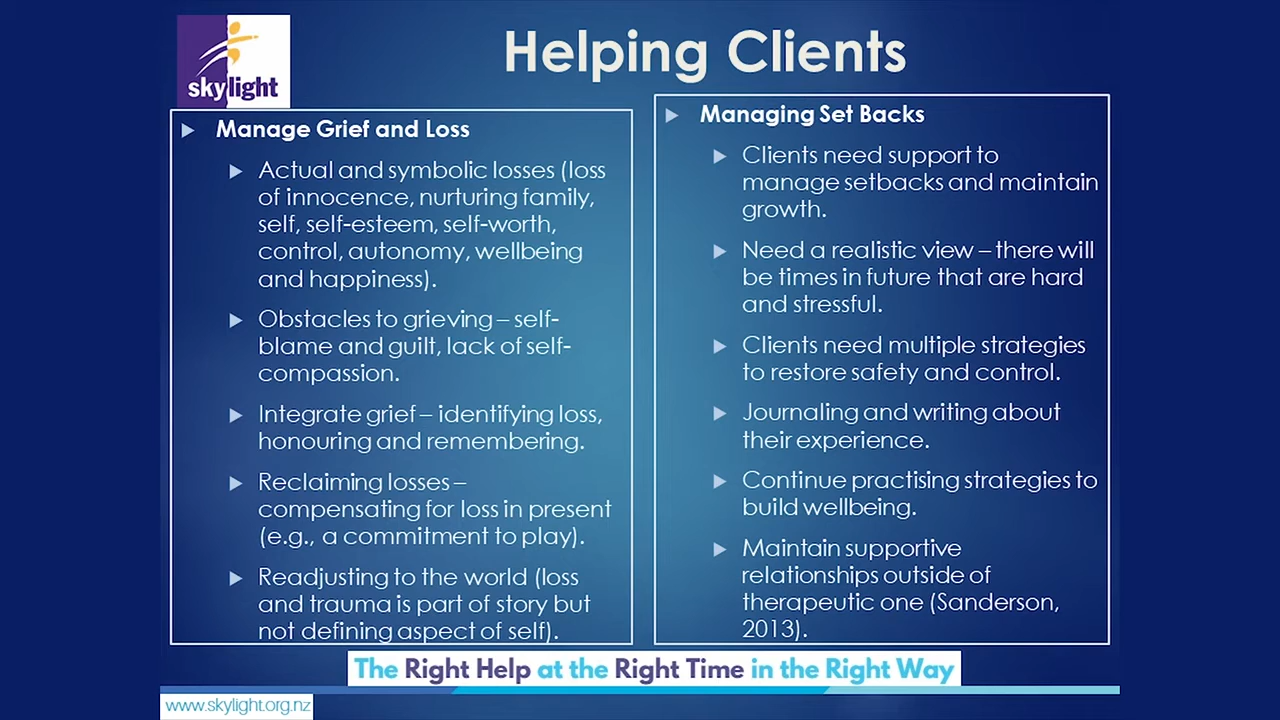 skylight
Helping Clients
Manage Grief and Loss
Actual and symbolic losses (loss
of innocence, nurturing family,
self, self-esteem, self-worth,
control, autonomy, wellbeing
and happiness).
Obstacles to grieving – self-
blame and guilt, lack of self-
compassion.
Integrate grief – identifying loss,
honouring and remembering.
Reclaiming losses –
compensating for loss in present
(e.g., a commitment to play).
Readjusting to the world (loss
and trauma is part of story but
not defining aspect of self).
Managing Set Backs
Clients need support to
manage setbacks and maintain
growth.
Need a realistic view – there will
be times in future that are hard
and stressful.
Clients need multiple strategies
to restore safety and control.
Journaling and writing about
their experience.
Continue practising strategies to
build wellbeing.
Maintain supportive
relationships outside of
therapeutic one (Sanderson,
2013).
The Right Help at the Right Time in the Right Way
www.skylight.org.nz